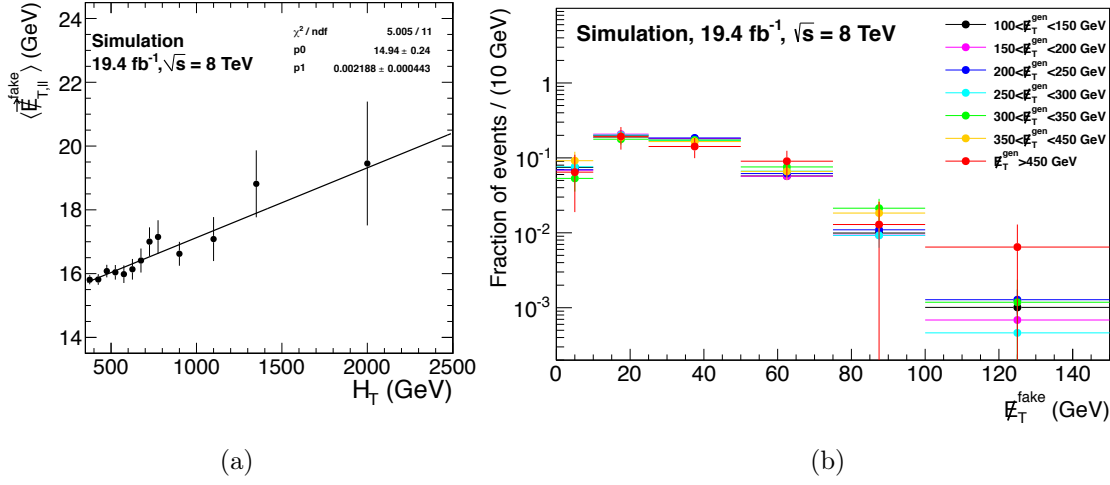 ⟨E̸⃗^fake_T,|| ⟩ (GeV)
24
22
20
18
16
14
Simulation
19.4 fb⁻¹, √s = 8 TeV
χ² / ndf 5.005 / 11
p0 14.94 ± 0.24
p1 0.002188 ± 0.000443
500 1000 1500 2000 2500
H_T (GeV)
(a)
Fraction of events / (10 GeV)
1
10⁻¹
10⁻²
10⁻³
Simulation, 19.4 fb⁻¹, √s = 8 TeV
100<E̸_T^gen <150 GeV
150<E̸_T^gen <200 GeV
200<E̸_T^gen <250 GeV
250<E̸_T^gen <300 GeV
300<E̸_T^gen <350 GeV
350<E̸_T^gen <450 GeV
E̸_T^gen >450 GeV
0 20 40 60 80 100 120 140
E̸_T^fake (GeV)
(b)